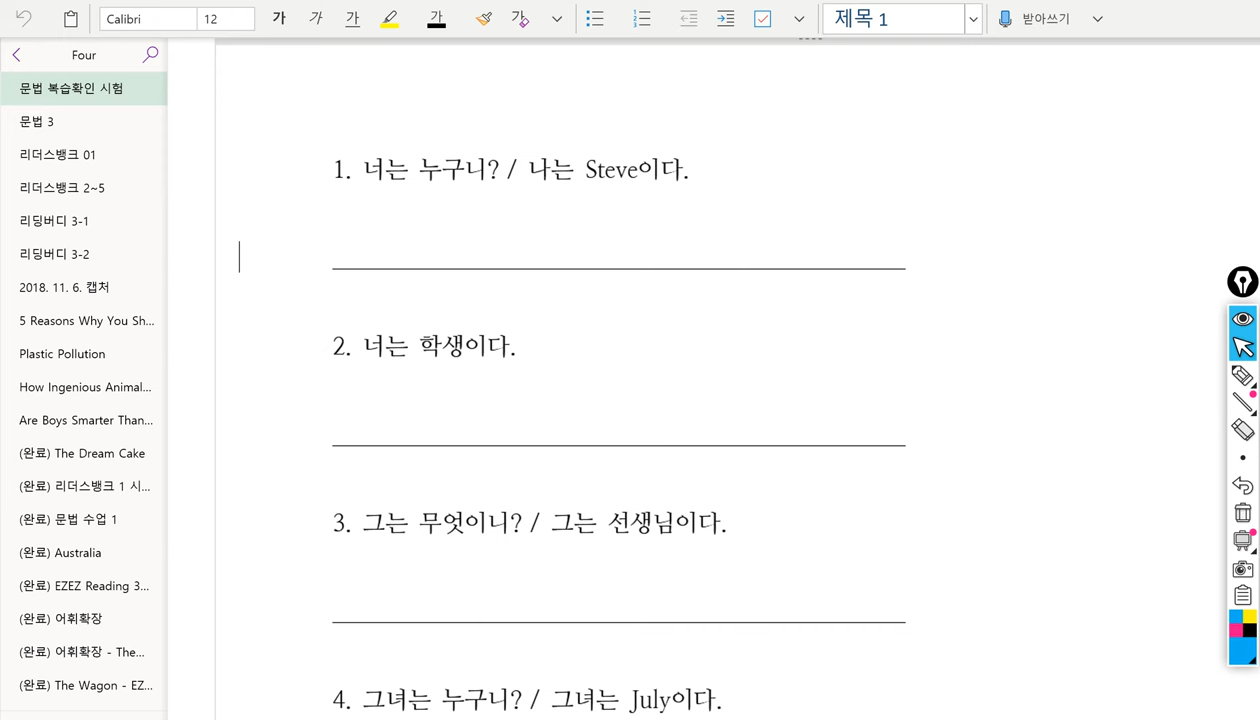 Calibri
12
가
가
가
가
가
제목 1
받아쓰기
Four
문법 복습확인 시험
문법 3
리더스뱅크 01
리더스뱅크 2~5
리딩버디 3-1
리딩버디 3-2
2018. 11. 6. 캡처
5 Reasons Why You Sh...
Plastic Pollution
How Ingenious Animal...
Are Boys Smarter Than...
(완료) The Dream Cake
(완료) 리더스뱅크 1 시...
(완료) 문법 수업 1
(완료) Australia
(완료) EZEZ Reading 3...
(완료) 어휘확장
(완료) 어휘확장 - The...
(완료) The Wagon - EZ...
1. 너는 누구니? / 나는 Steve이다.
2. 너는 학생이다.
3. 그는 무엇이니? / 그는 선생님이다.
4. 그녀는 누구니? / 그녀는 July이다.